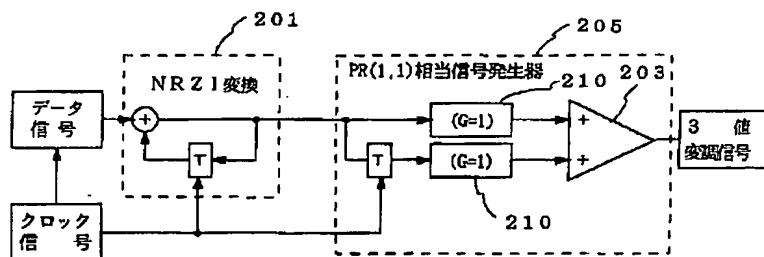 201
205
NRZI変換
PR(1,1)相当信号発生器
210
203
データ
信号
+
(G=1)
+
3 値
変調信号
T
T
(G=1)
+
クロック
信 号
210